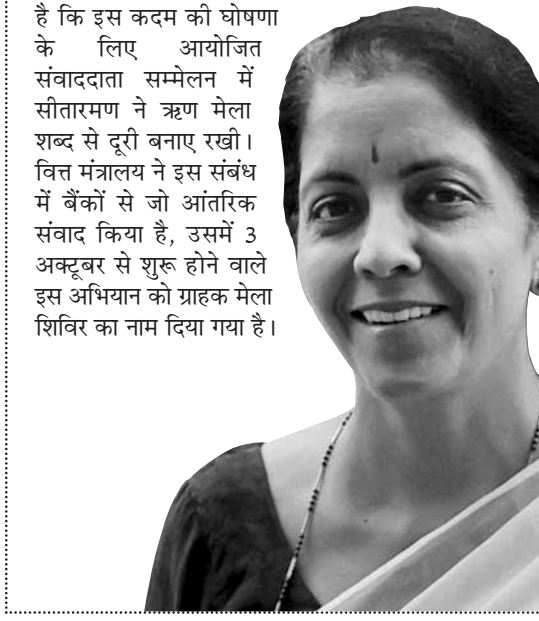 है कि इस कदम की घोषणा
के लिए आयोजित
संवाददाता सम्मेलन में
सीतारमण ने ऋण मेला
शब्द से दूरी बनाए रखी।
वित्त मंत्रालय ने इस संबंध
में बैंकों से जो आंतरिक
संवाद किया है, उसमें 3
अक्टूबर से शुरू होने वाले
इस अभियान को ग्राहक मेला
शिविर का नाम दिया गया है।